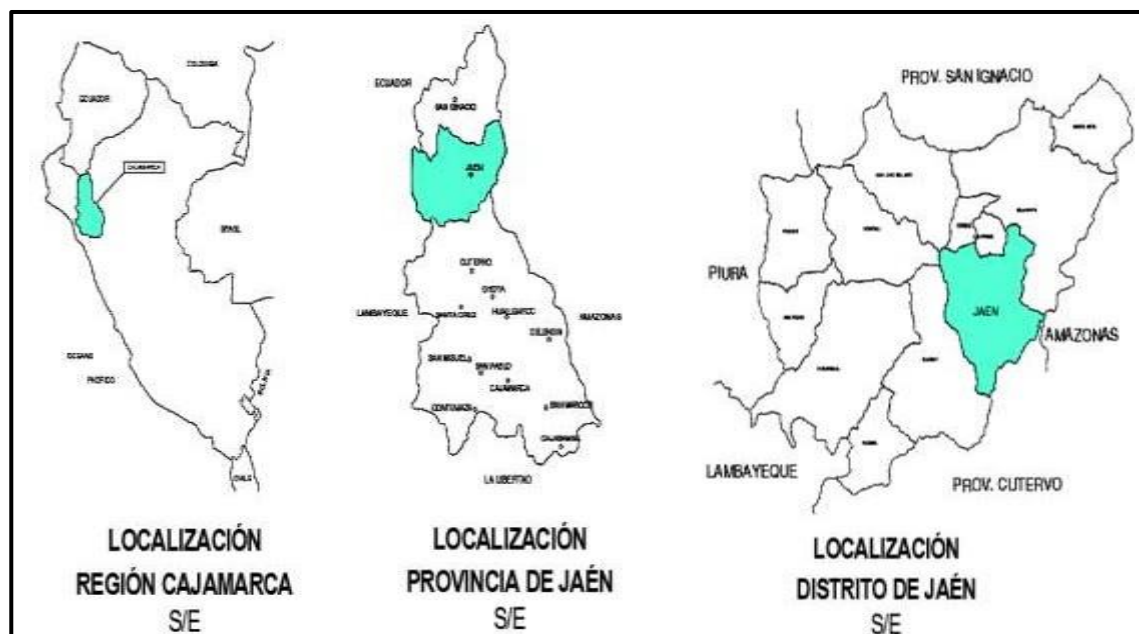 COLOMBIA
ECUADOR
CAJAMARCA
BRASIL
OCEANO
PACIFICO
BOLIVIA
CHILE
LOCALIZACIÓN
REGIÓN CAJAMARCA
S/E
ECUADOR
SAN IGNACIO
JAEN
CUTERVO
CHOTA
LAMBAYEQUE
SANTA CRUZ
HUALGAYOC
AMAZONAS
CELENDIN
SAN MIGUEL
SAN PABLO
CAJAMARCA
CONTUMAZA
SAN MARCOS
CAJABAMBA
LA LIBERTAD
LOCALIZACIÓN
PROVINCIA DE JAÉN
S/E
PROV. SAN IGNACIO
PIURA
JAEN
AMAZONAS
LAMBAYEQUE
PROV. CUTERVO
LOCALIZACIÓN
DISTRITO DE JAÉN
S/E